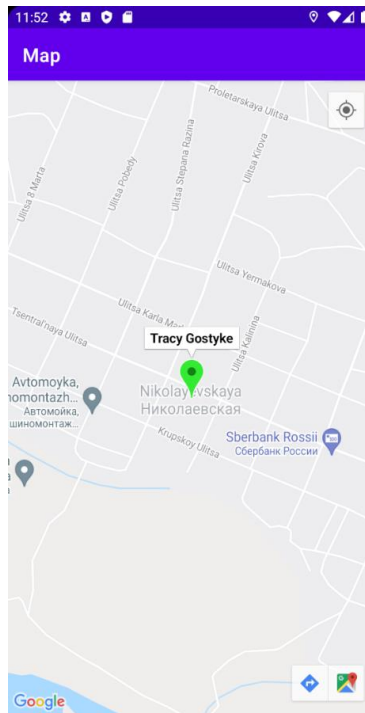 11:52
Map
Proletarskaya Ulitsa
Ulitsa Stepana Razina
Ulitsa Kirova
Ulitsa Pobedy
Ulitsa 8 Marta
Ulitsa Yermakova
Ulitsa Karla Mar
Tsentral'naya Ulitsa
Ulitsa Kalinina
Tracy Gostyke
Avtomoyka,
nomontazh...
Автомойка,
шиномонтаж...
Nikolayevskaya
Николаевская
Krupskoy Ulitsa
Sberbank Rossii
Сбербанк России
Google